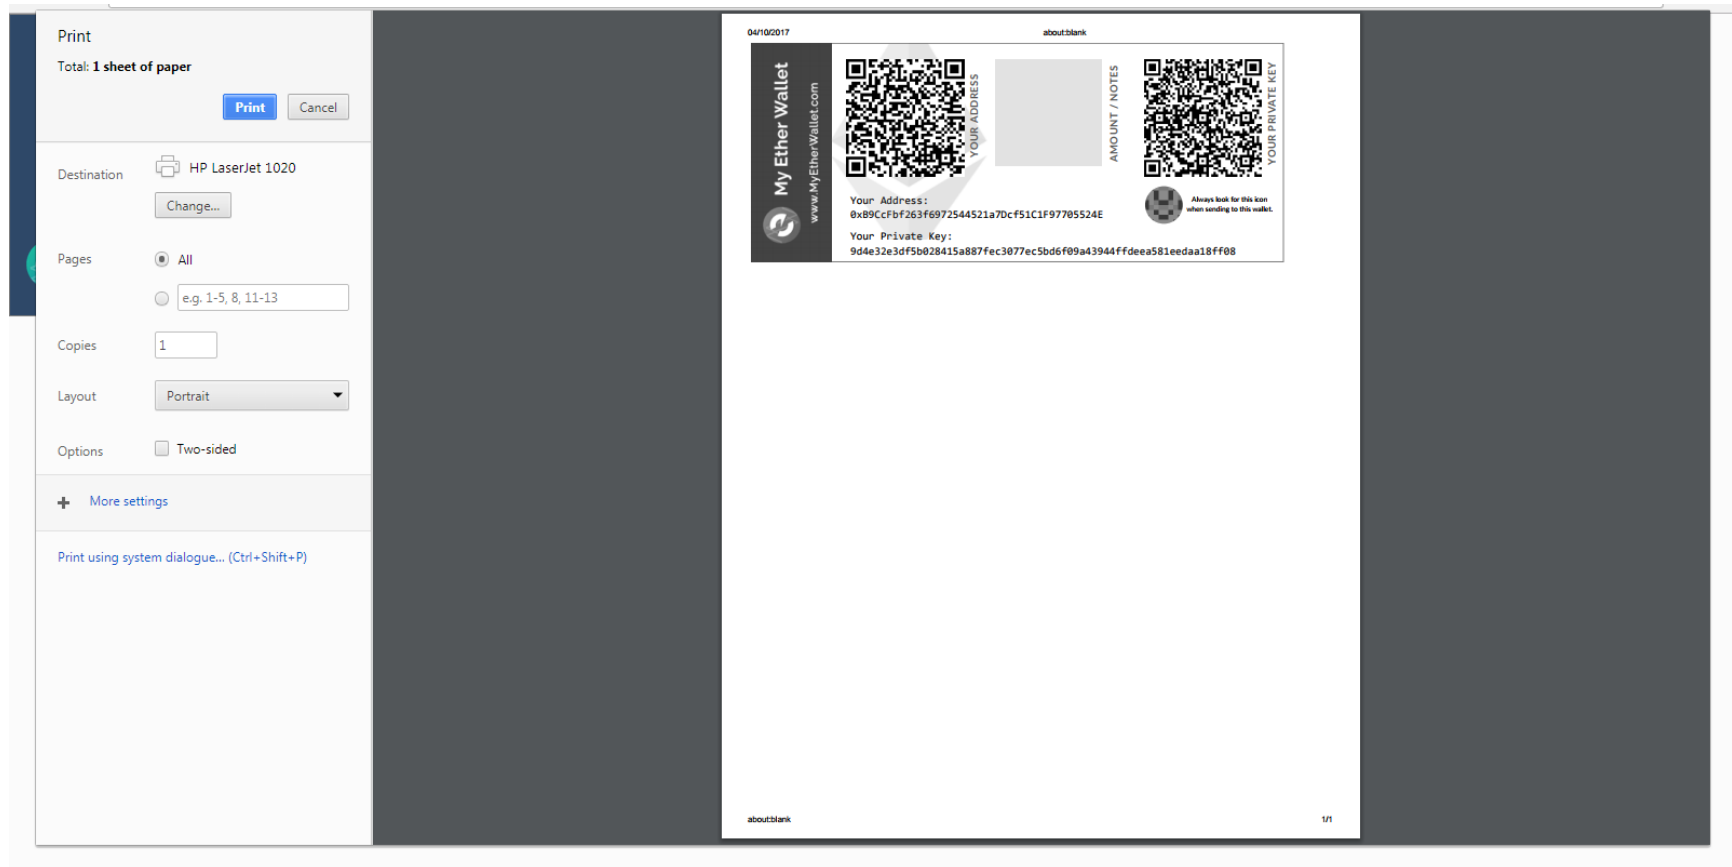 Print
Total: 1 sheet of paper
Print
Cancel
Destination
HP LaserJet 1020
Change...
Pages
All
e.g. 1-5, 8, 11-13
Copies
1
Layout
Portrait
Options
Two-sided
More settings
Print using system dialogue... (Ctrl+Shift+P)
04/10/2017
about:blank
My Ether Wallet
www.MyEtherWallet.com
YOUR ADDRESS
AMOUNT / NOTES
YOUR PRIVATE KEY
Always look for this icon
when sending to this wallet.
Your Address:
0xB9CcFbf263f6972544521a7Dcf51C1F97705524E
Your Private Key:
9d4e32e3df5b028415a887fec3077ec5bd6f09a43944ffdeea581eedaa18ff08
about:blank
1/1